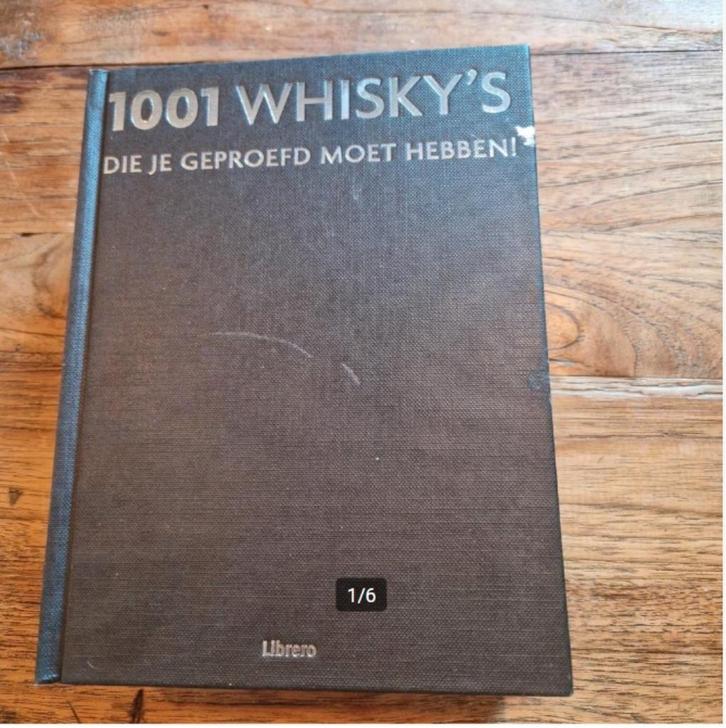 1001 WHISKY'S
DIE JE GEPROEFD MOET HEBBEN!
1/6
Librero